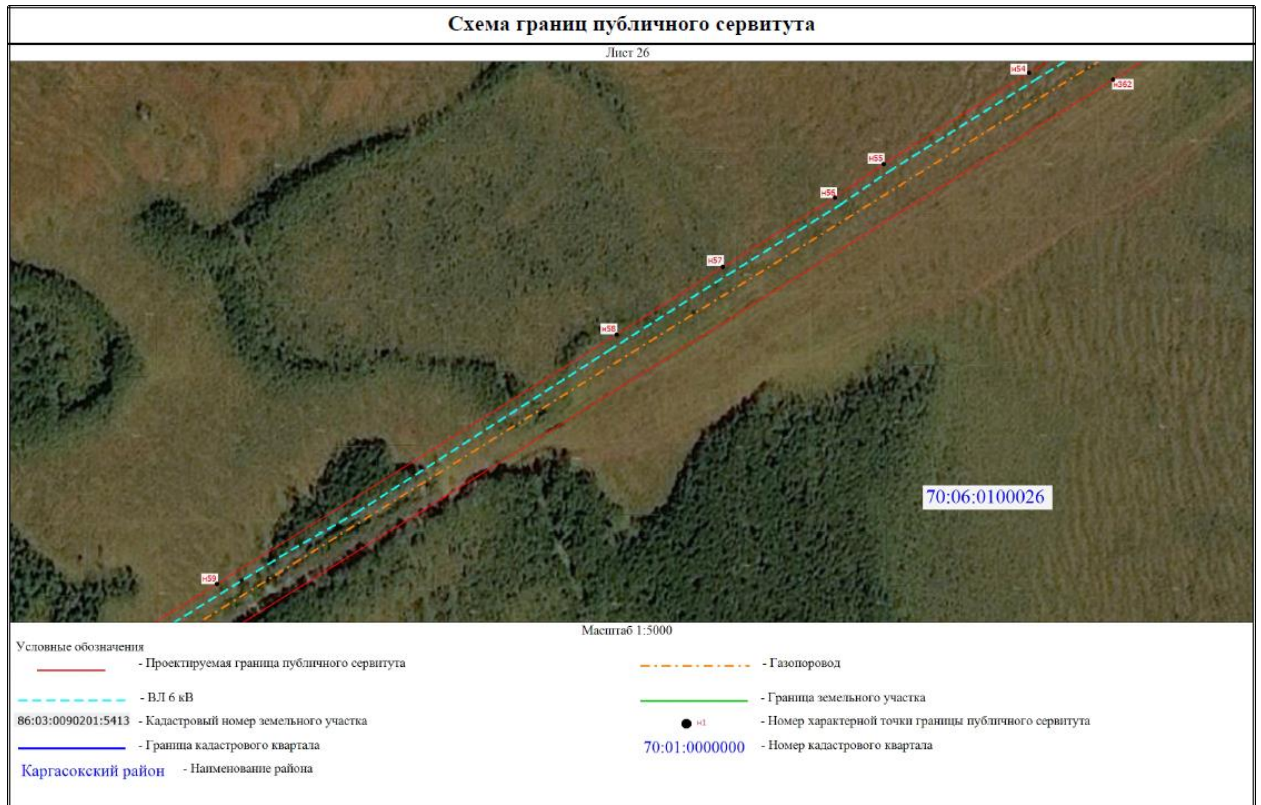 Схема границ публичного сервитута
Лист 26
н54
н362
н55
н56
н57
н58
70:06:0100026
н59
Масштаб 1:5000
Условные обозначения
- Проектируемая граница публичного сервитута
- Газопоровод
- ВЛ 6 кВ
- Граница земельного участка
86:03:0090201:5413 - Кадастровый номер земельного участка
н1 - Номер характерной точки границы публичного сервитута
- Граница кадастрового квартала
70:01:0000000 - Номер кадастрового квартала
Каргасокский район - Наименование района